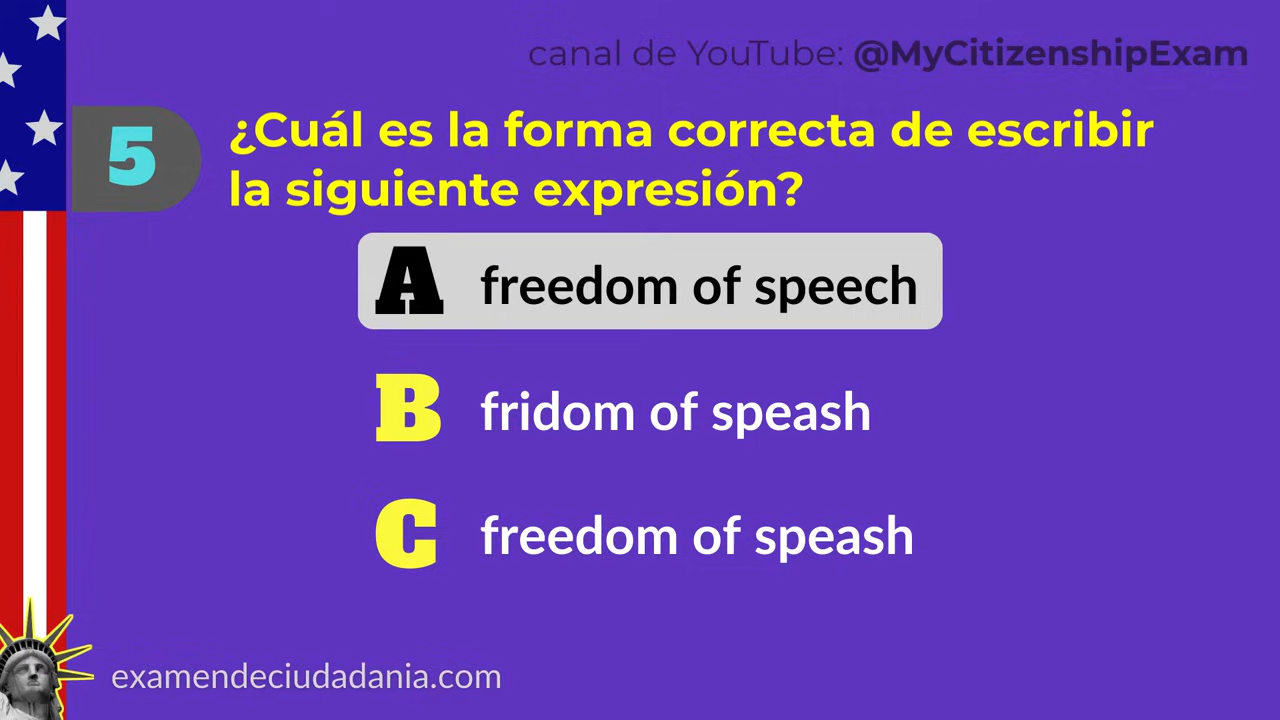 canal de YouTube: @MyCitizenshipExam
5
¿Cuál es la forma correcta de escribir
la siguiente expresión?
A freedom of speech
B fridom of speash
C freedom of speash
examendeciudadania.com